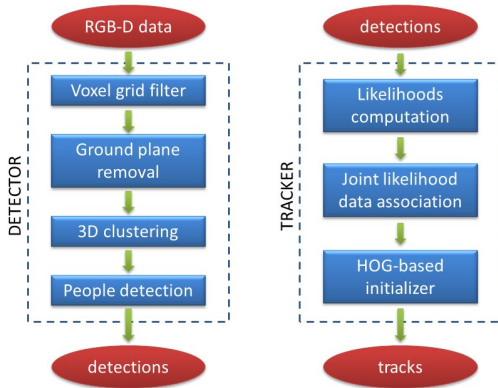 RGB-D data
DETECTOR
Voxel grid filter
Ground plane
removal
3D clustering
People detection
detections
detections
TRACKER
Likelihoods
computation
Joint likelihood
data association
HOG-based
initializer
tracks